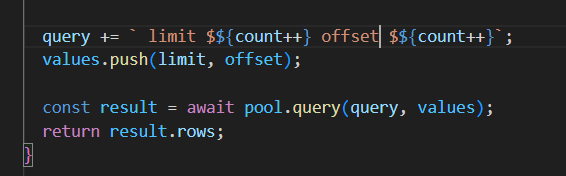 query += ` limit $${count++} offset $${count++}`;
values.push(limit, offset);
const result = await pool.query(query, values);
return result.rows;
}